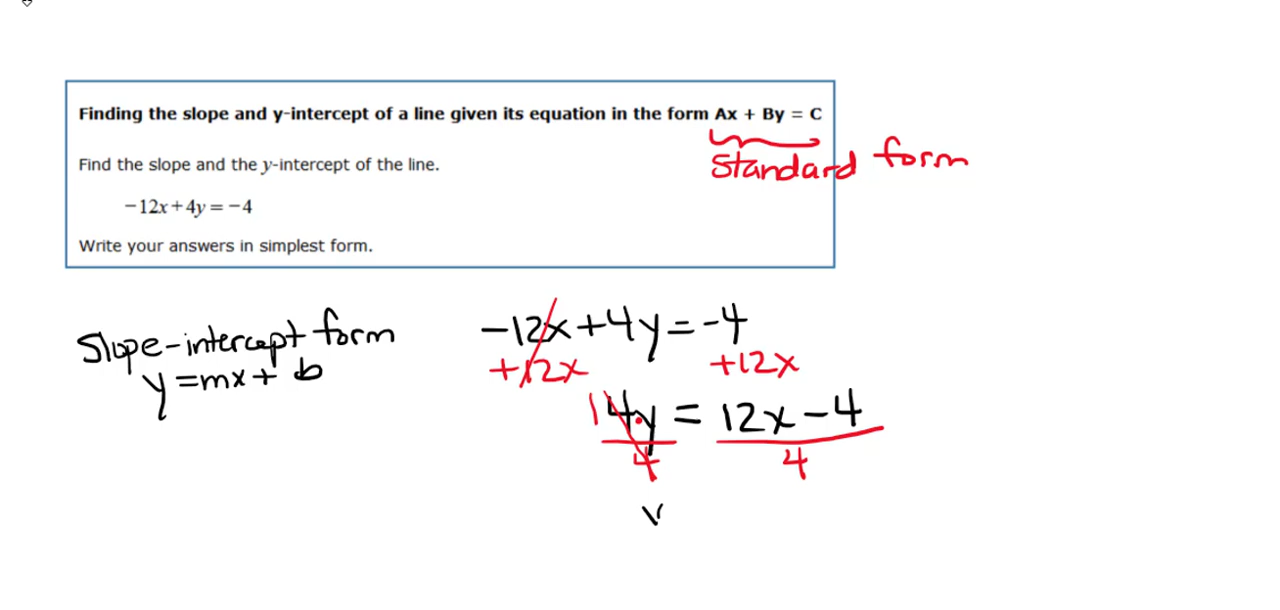 Finding the slope and y-intercept of a line given its equation in the form Ax + By = C
Standard form
Find the slope and the y-intercept of the line.
−12x+4y=−4
Write your answers in simplest form.
Slope-intercept form
y=mx+b
-12x+4y=-4
+12x +12x
1 4·y = 12x-4
4 4